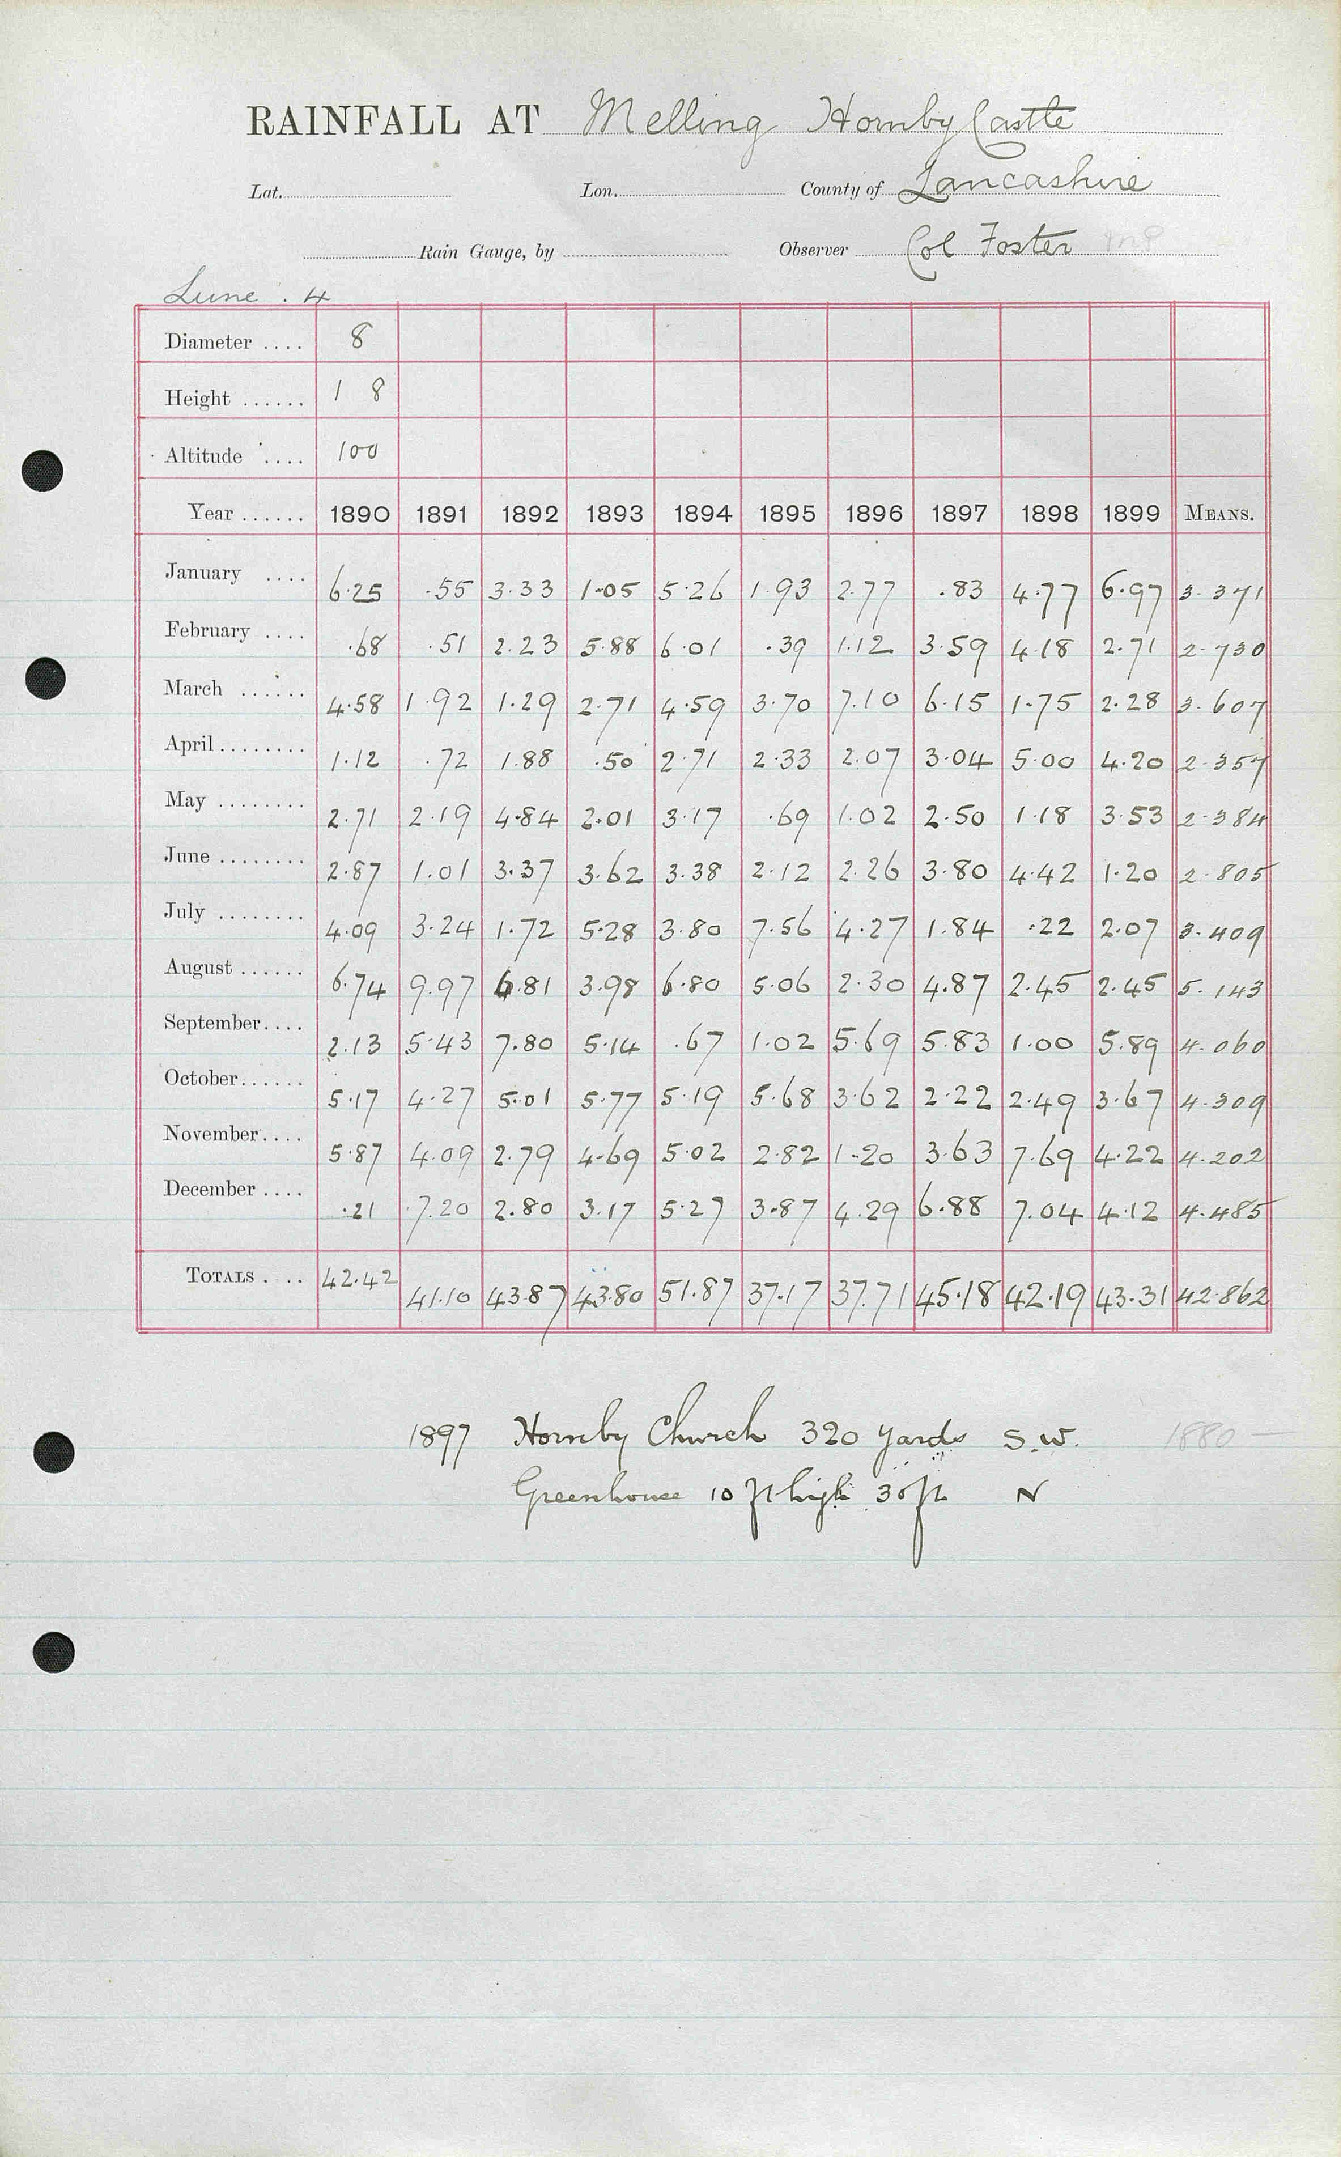 RAINFALL AT Melling Hornby Castle
Lat. Lon. County of Lancashire
Rain Gauge, by Observer Col Foster
Lune . 4
Diameter .... 8
Height ...... 1 8
Altitude .... 100
Year ...... 1890 1891 1892 1893 1894 1895 1896 1897 1898 1899 MEANS.
January .... 6.25 .55 3.33 1.05 5.26 1.93 2.77 .83 4.77 6.97 3.371
February .... .68 .51 2.23 5.88 6.01 .39 1.12 3.59 4.18 2.71 2.730
March ...... 4.58 1.92 1.29 2.71 4.59 3.70 7.10 6.15 1.75 2.28 3.607
April ........ 1.12 .72 1.88 .50 2.71 2.33 2.07 3.04 5.00 4.20 2.357
May ........ 2.71 2.19 4.84 2.01 3.17 .69 1.02 2.50 1.18 3.53 2.384
June ........ 2.87 1.01 3.37 3.62 3.38 2.12 2.26 3.80 4.42 1.20 2.805
July ........ 4.09 3.24 1.72 5.28 3.80 7.56 4.27 1.84 .22 2.07 3.409
August ...... 6.74 9.97 6.81 3.98 6.80 5.06 2.30 4.87 2.45 2.45 5.143
September .... 2.13 5.43 7.80 5.14 .67 1.02 5.69 5.83 1.00 5.89 4.060
October ...... 5.17 4.27 5.01 5.77 5.19 5.68 3.62 2.22 2.49 3.67 4.309
November .... 5.87 4.09 2.79 4.69 5.02 2.82 1.20 3.63 7.69 4.22 4.202
December .... .21 7.20 2.80 3.17 5.27 3.87 4.29 6.88 7.04 4.12 4.485
TOTALS .... 42.42 41.10 43.87 43.80 51.87 37.17 37.71 45.18 42.19 43.31 42.862
1897 Hornby Church 320 yards S.W. 1880 —
Greenhouse 10 ft high 30 ft N